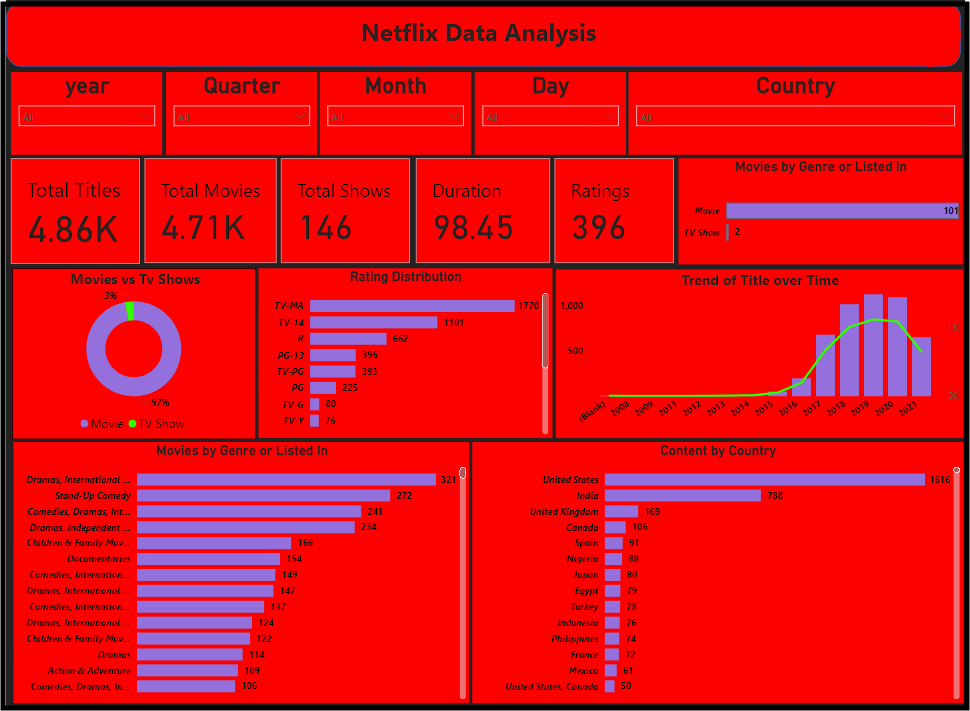 Netflix Data Analysis
year
Quarter
Month
Day
Country
All
All
All
All
All
Total Titles
4.86K
Total Movies
4.71K
Total Shows
146
Duration
98.45
Ratings
396
Movies by Genre or Listed In
Movie 101
TV Show 2
Movies vs Tv Shows
3%
97%
Movie TV Show
Rating Distribution
TV-MA 1770
TV-14 1101
R 662
PG-13 396
TV-PG 393
PG 225
TV-G 80
TV-Y 76
Trend of Title over Time
1,000
500
1K
0K
(Blank) 2008 2009 2011 2012 2013 2014 2015 2016 2017 2018 2019 2020 2021
Movies by Genre or Listed In
Dramas, International ... 321
Stand-Up Comedy 272
Comedies, Dramas, Int... 241
Dramas, Independent ... 234
Children & Family Mov... 166
Documentaries 154
Comedies, Internation... 149
Dramas, International ... 147
Comedies, Internation... 137
Dramas, International ... 124
Children & Family Mov... 122
Dramas 114
Action & Adventure 109
Comedies, Dramas, In... 106
Content by Country
United States 1616
India 788
United Kingdom 169
Canada 106
Spain 91
Nigeria 88
Japan 80
Egypt 79
Turkey 78
Indonesia 76
Philippines 74
France 72
Mexico 61
United States, Canada 50